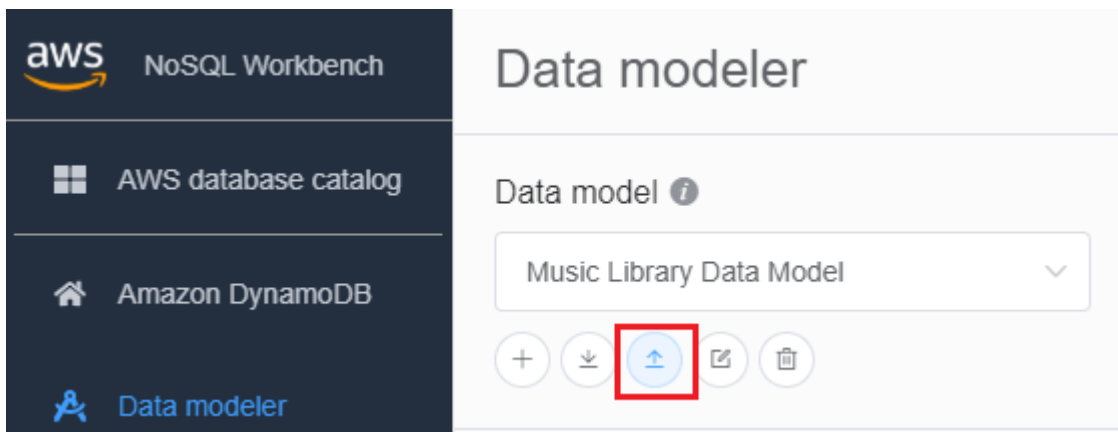 aws NoSQL Workbench
AWS database catalog
Amazon DynamoDB
Data modeler
Data modeler
Data model i
Music Library Data Model